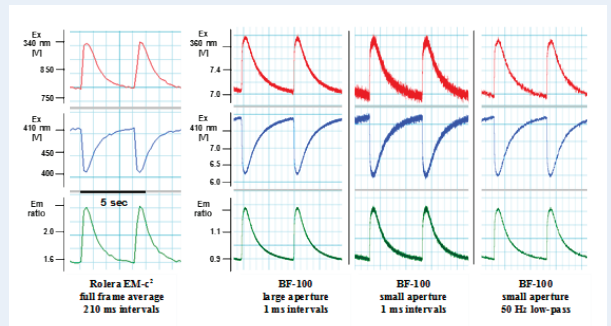 Ex
340 nm
[V]
850
750
Ex
410 nm
[V]
450
400
5 sec
Em
ratio
2.0
1.6
Rolera EM-c²
full frame average
210 ms intervals
Ex
360 nm
[V]
7.4
7.0
Ex
410 nm
[V]
7.0
6.5
6.0
Em
ratio
1.1
0.9
BF-100
large aperture
1 ms intervals
BF-100
small aperture
1 ms intervals
BF-100
small aperture
50 Hz low-pass